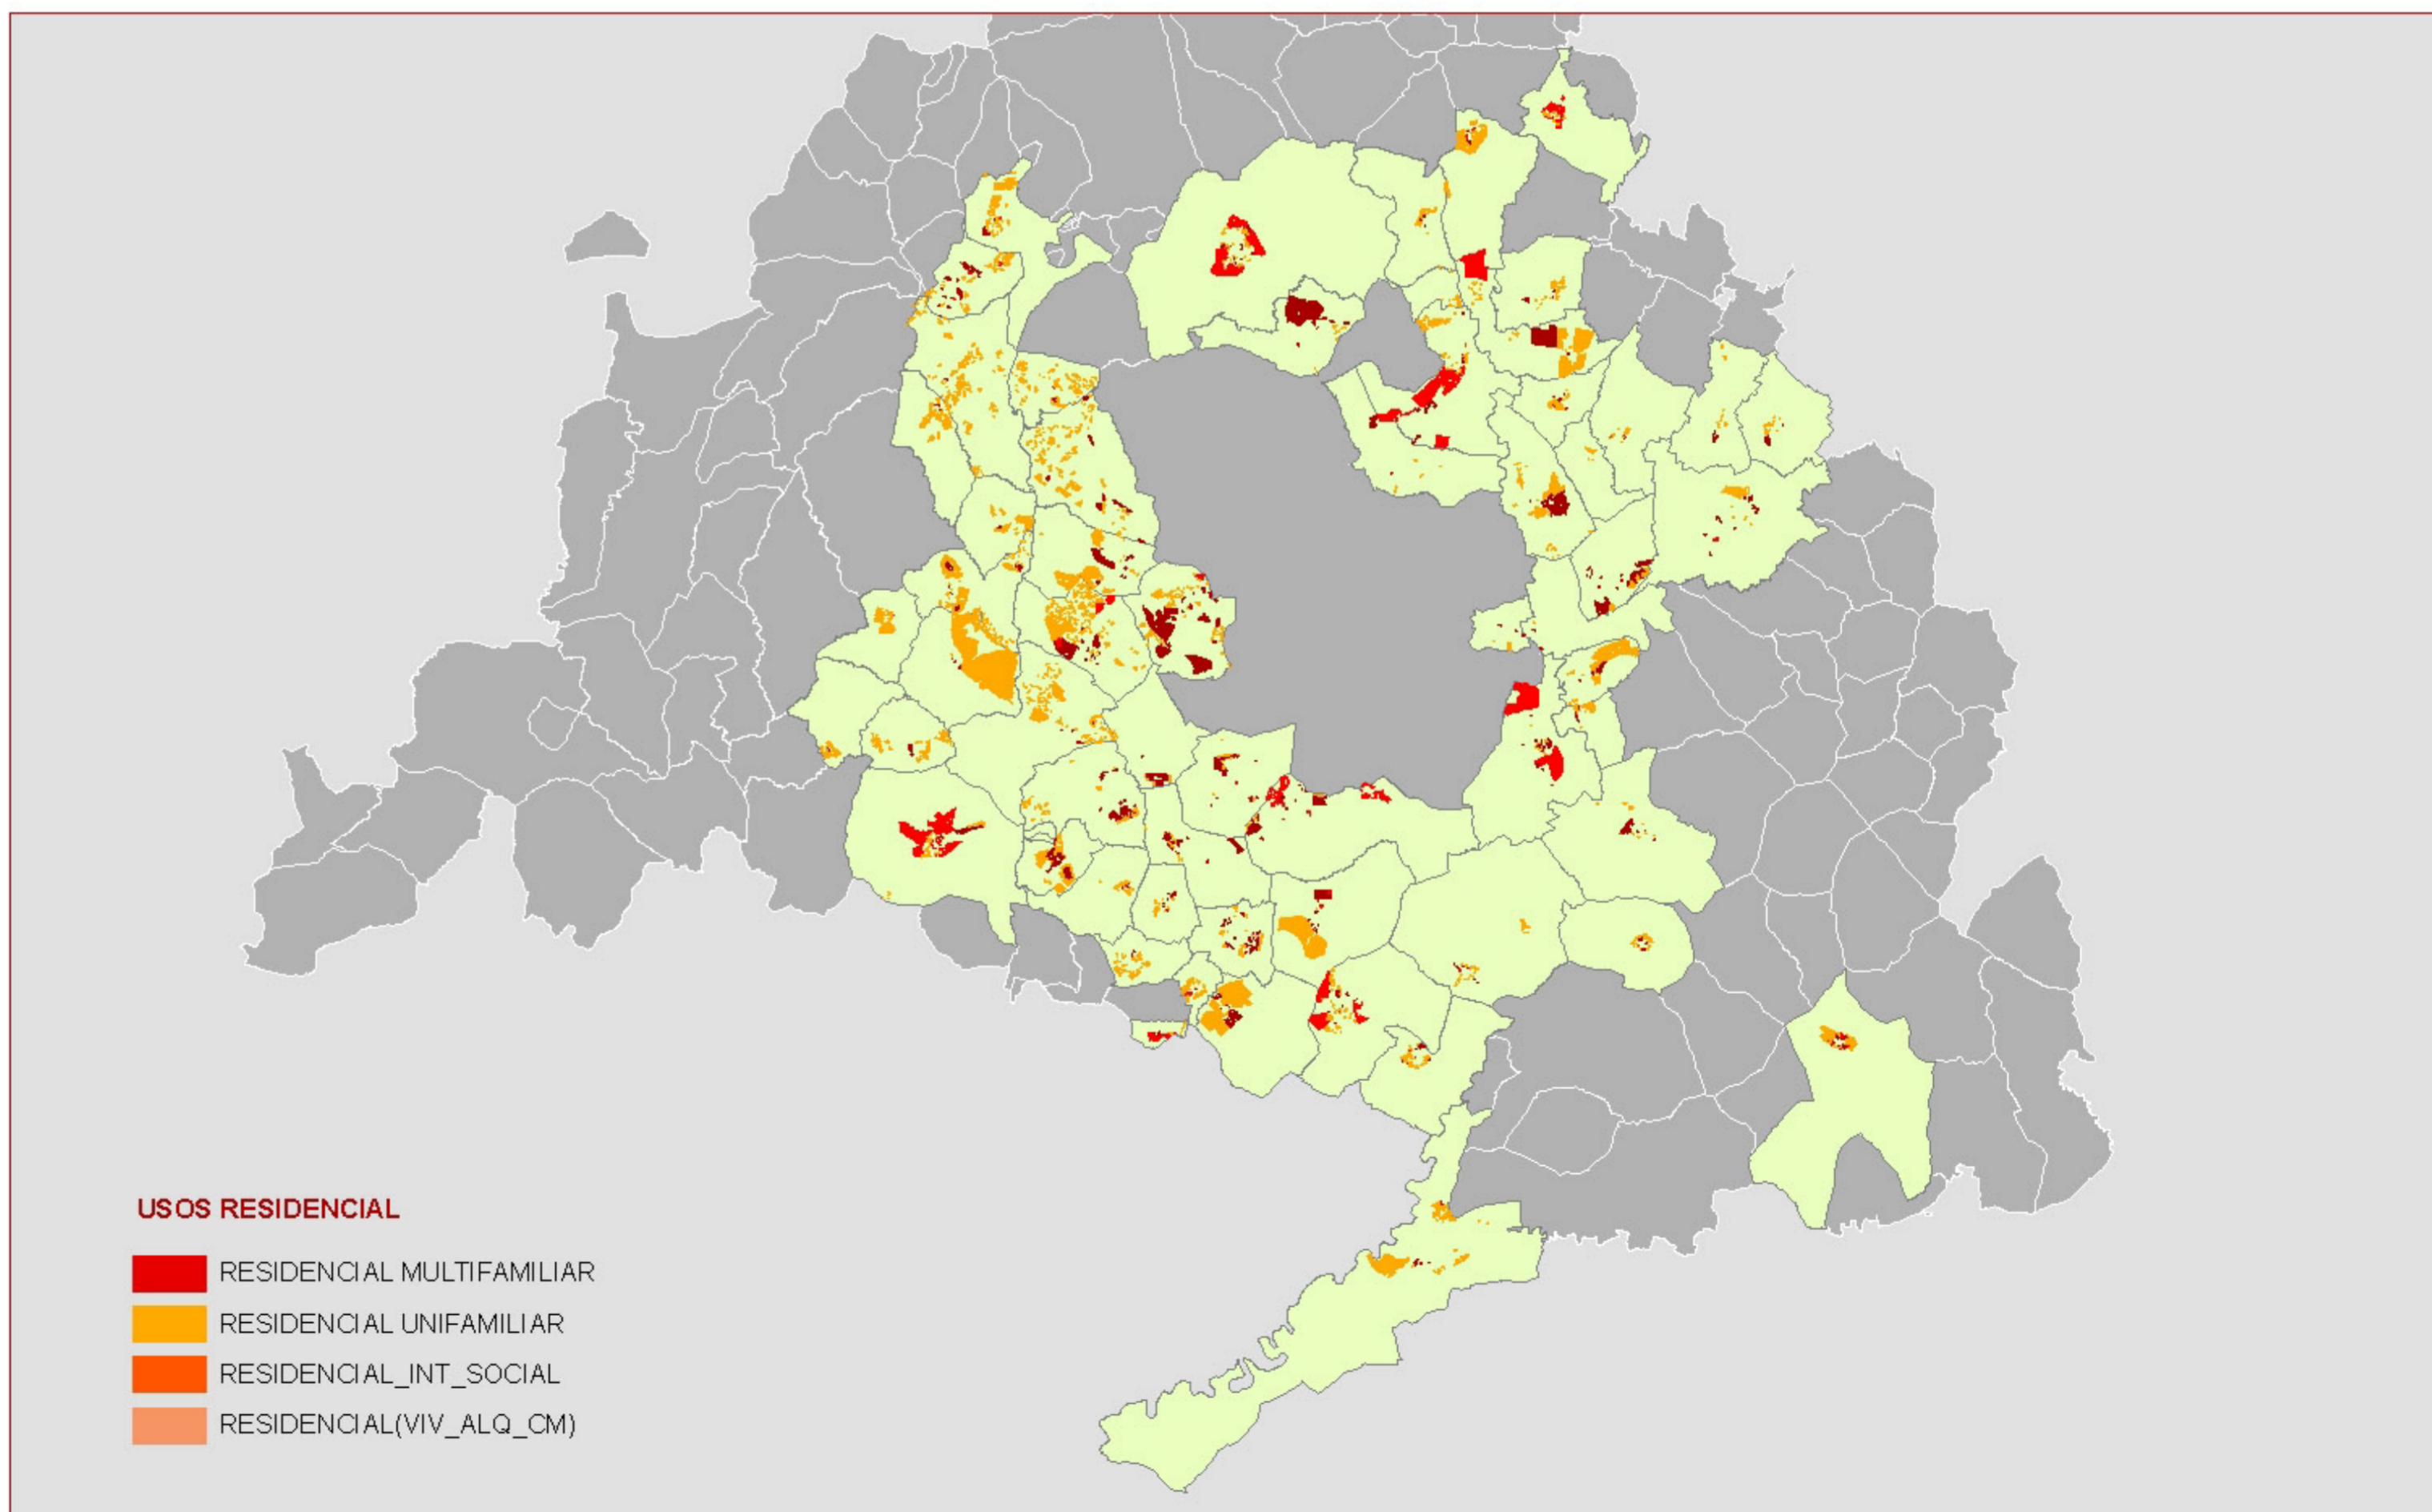 USOS RESIDENCIAL
RESIDENCIAL MULTIFAMILIAR
RESIDENCIAL UNIFAMILIAR
RESIDENCIAL_INT_SOCIAL
RESIDENCIAL(VIV_ALQ_CM)